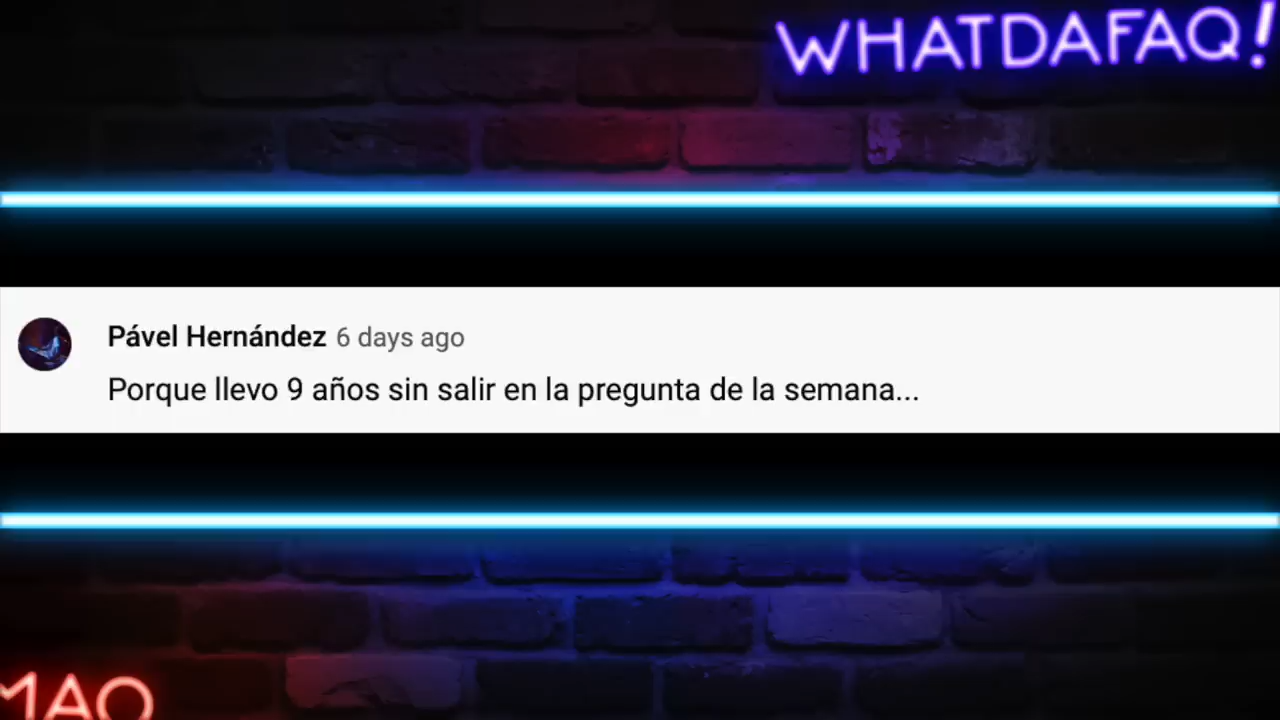 WHATDAFAQ!
Pável Hernández 6 days ago
Porque llevo 9 años sin salir en la pregunta de la semana...
MAO